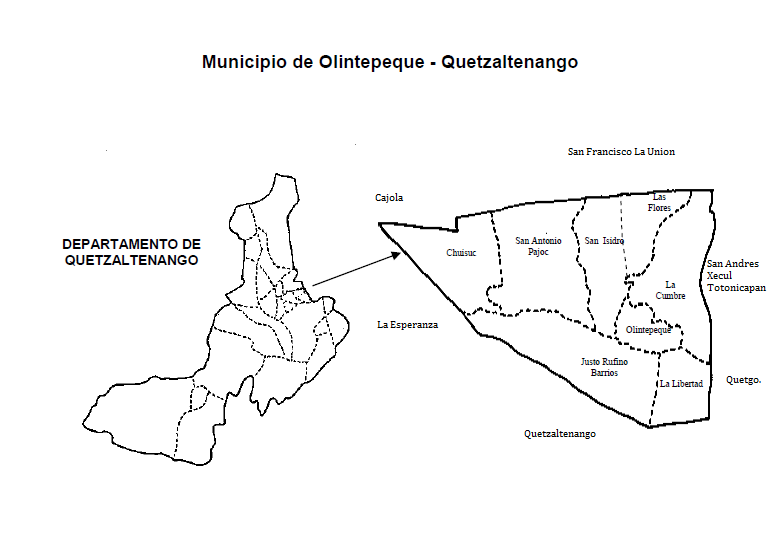 Municipio de Olintepeque - Quetzaltenango
San Francisco La Union
Cajola
Las
Flores
DEPARTAMENTO DE
QUETZALTENANGO
Chuisuc
San Antonio
Pajoc
San Isidro
San Andres
Xecul
Totonicapan
La
Cumbre
La Esperanza
Olintepeque
Justo Rufino
Barrios
La Libertad
Quetgo.
Quetzaltenango